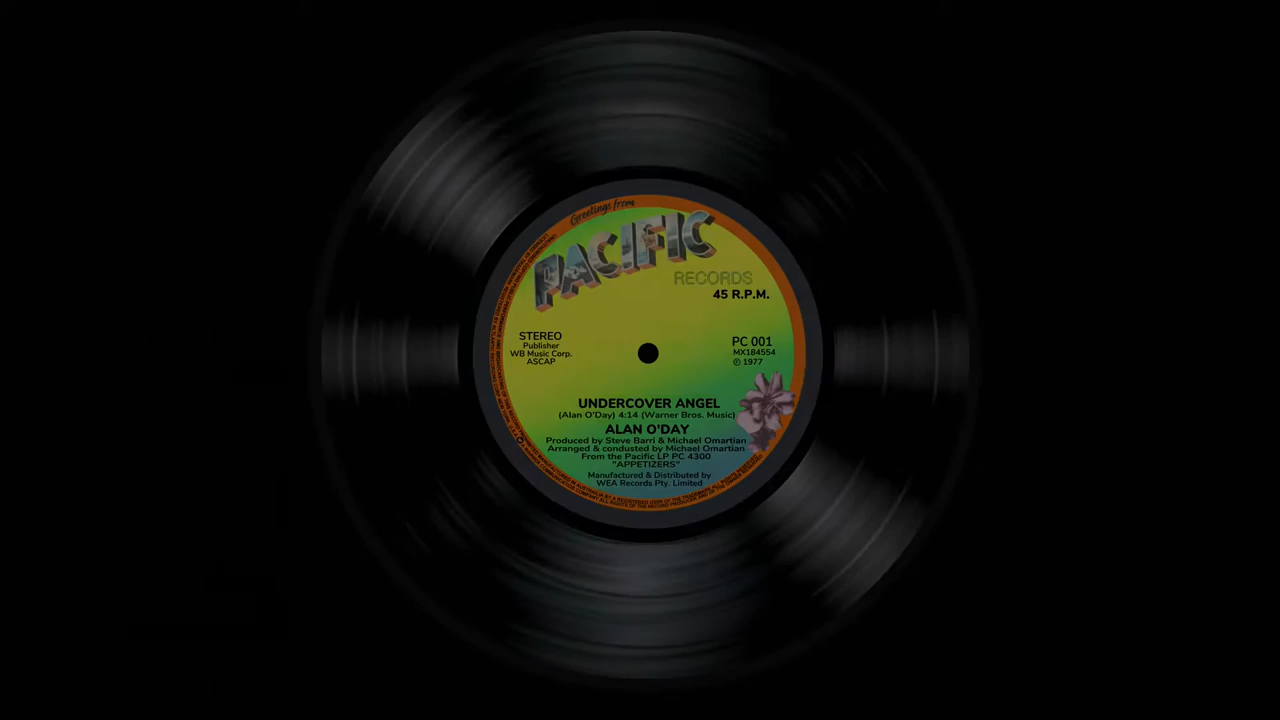 Greetings from
PACIFIC
RECORDS
45 R.P.M.
STEREO
Publisher
WB Music Corp.
ASCAP
PC 001
MX184554
℗ 1977
UNDERCOVER ANGEL
(Alan O'Day) 4:14 (Warner Bros. Music)
ALAN O'DAY
Produced by Steve Barri & Michael Omartian
Arranged & condusted by Michael Omartian
From the Pacific LP PC 4300
"APPETIZERS"
Manufactured & Distributed by
WEA Records Pty. Limited